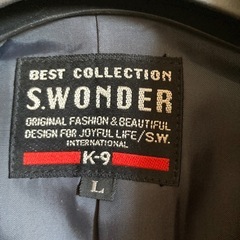 BEST COLLECTION
S.WONDER
ORIGINAL FASHION & BEAUTIFUL
DESIGN FOR JOYFUL LIFE/S.W.
INTERNATIONAL
K-9
L